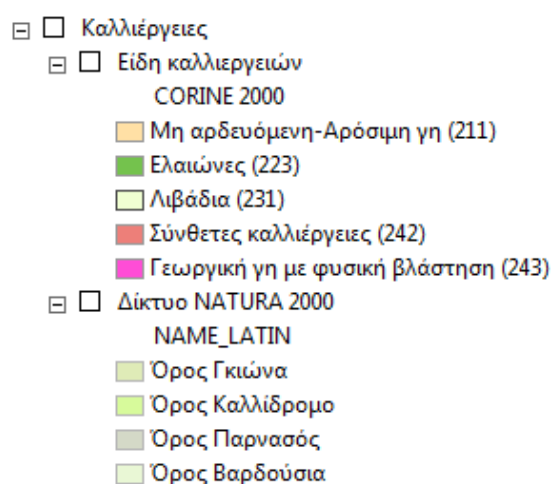 Καλλιέργειες
Είδη καλλιεργειών
CORINE 2000
Μη αρδευόμενη-Αρόσιμη γη (211)
Ελαιώνες (223)
Λιβάδια (231)
Σύνθετες καλλιέργειες (242)
Γεωργική γη με φυσική βλάστηση (243)
Δίκτυο NATURA 2000
NAME_LATIN
Όρος Γκιώνα
Όρος Καλλίδρομο
Όρος Παρνασός
Όρος Βαρδούσια